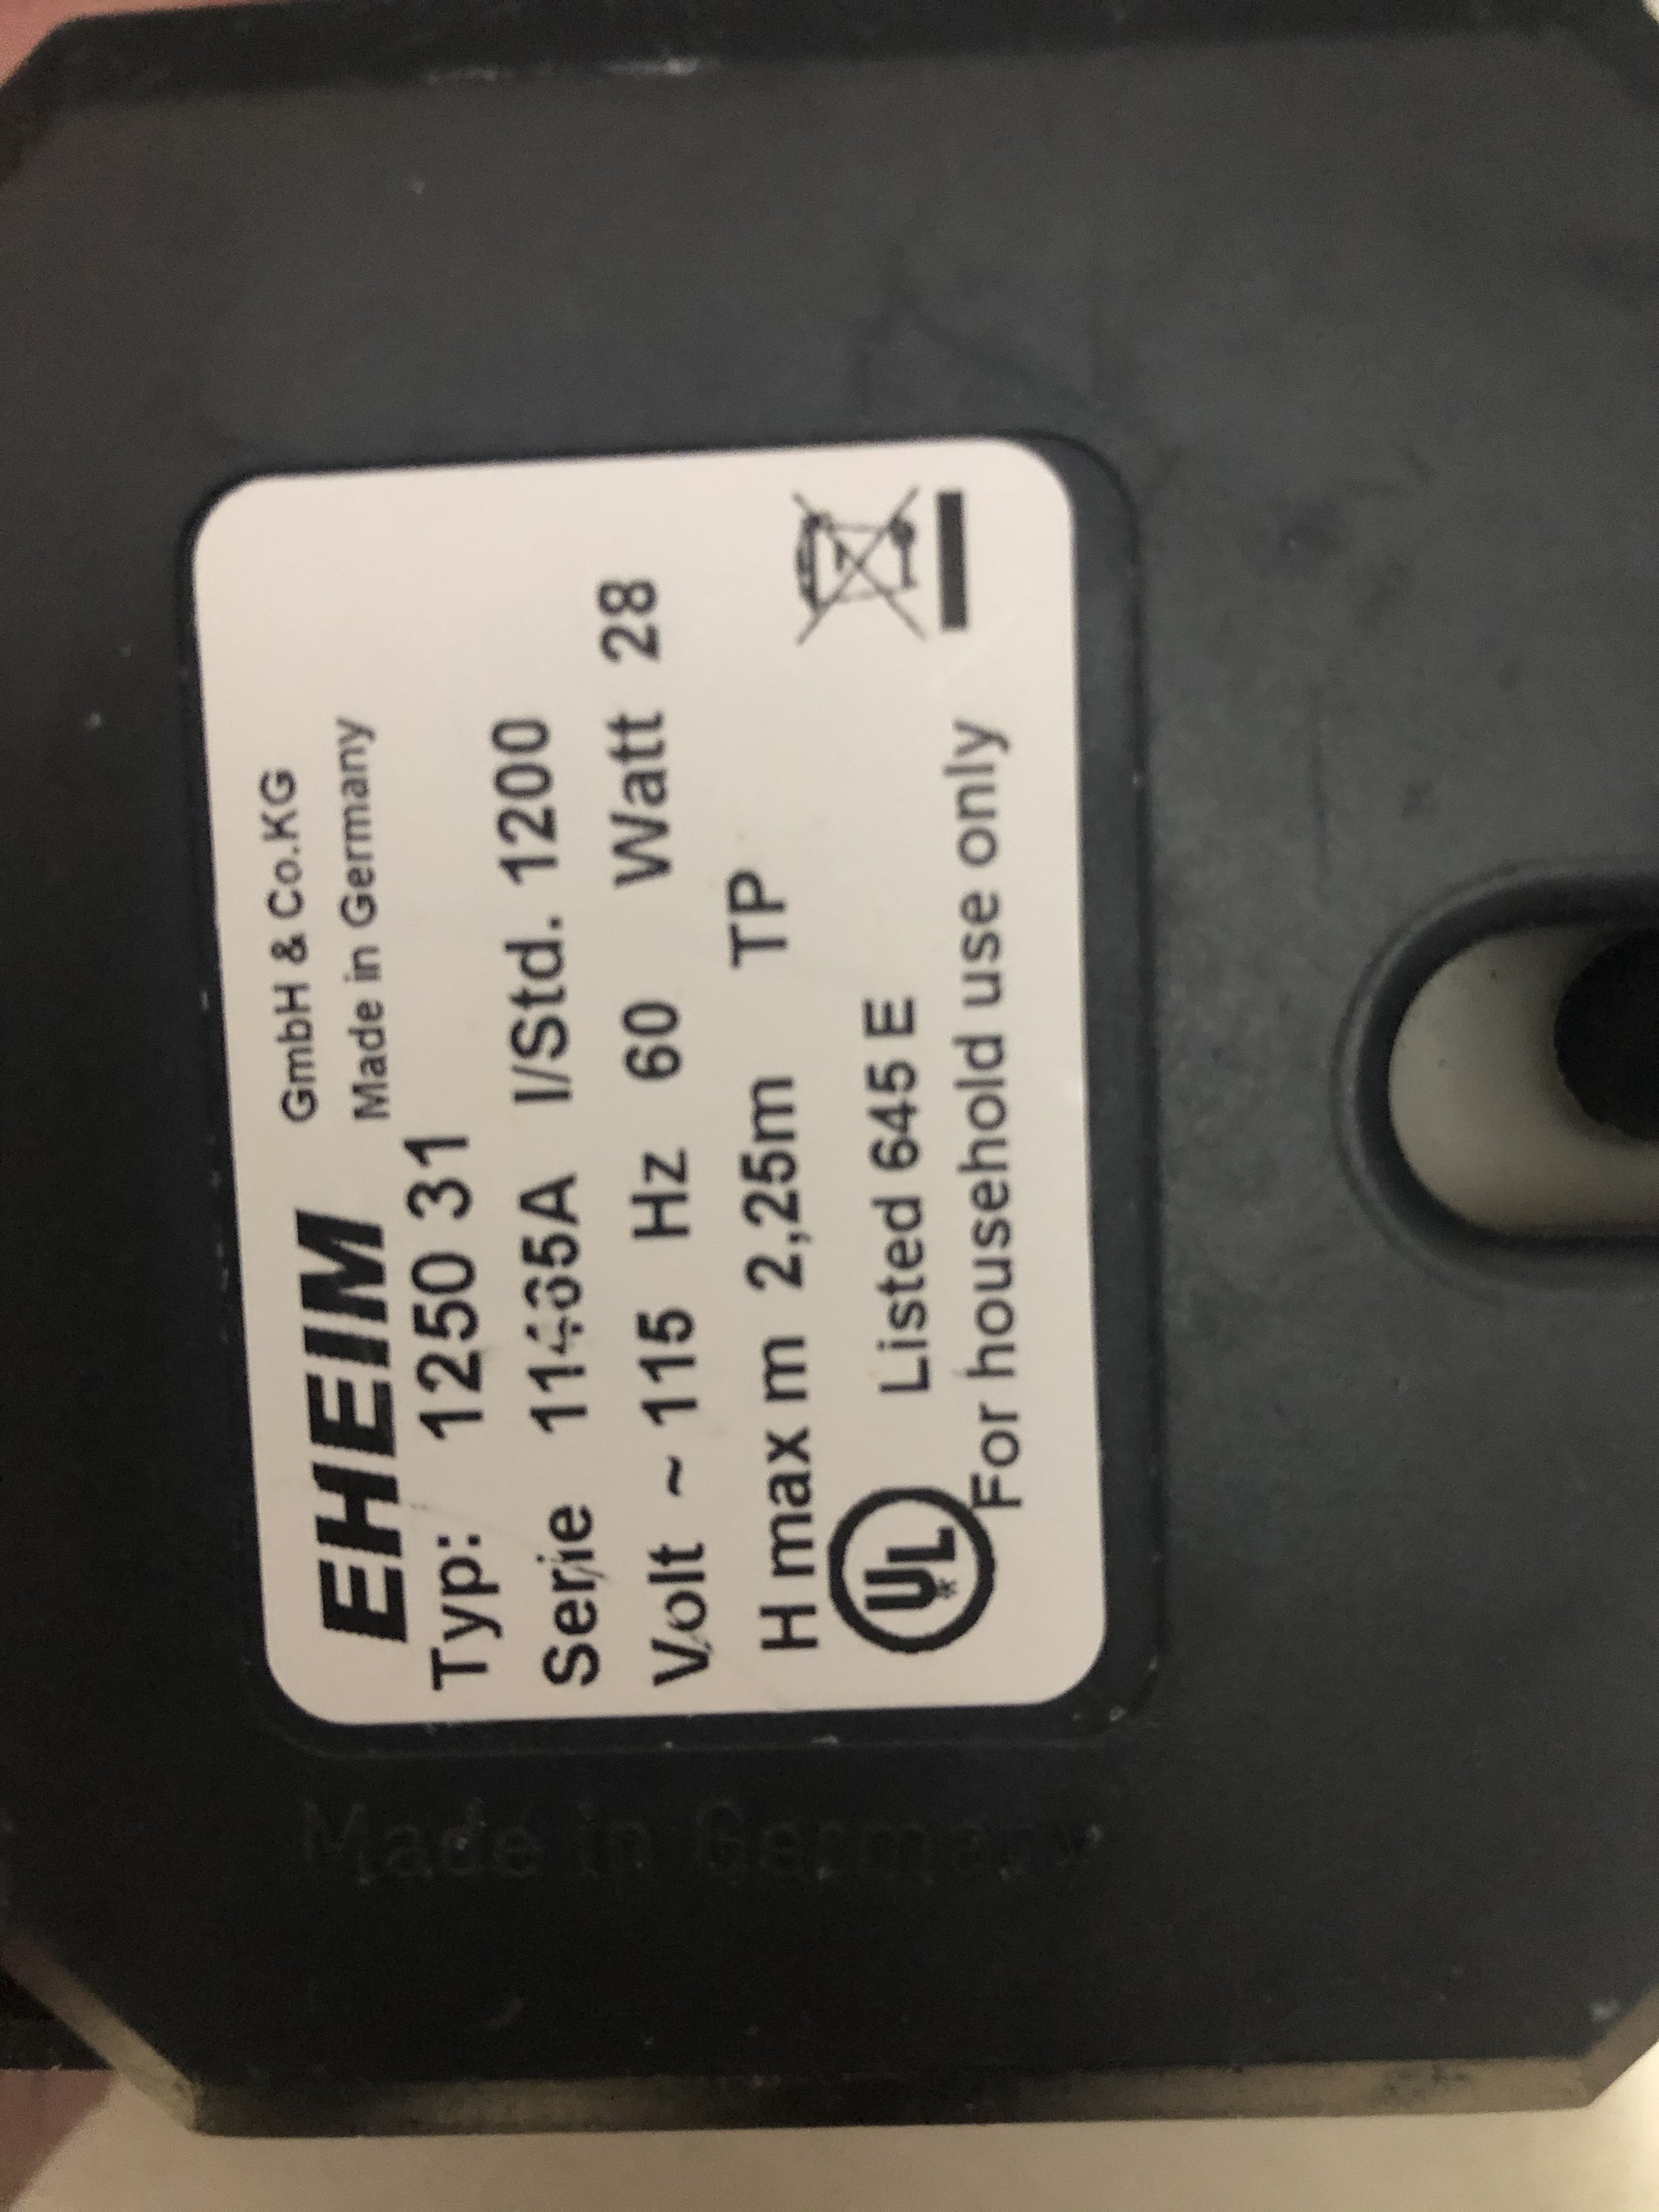 EHEIM GmbH & Co.KG
Made in Germany
Typ: 1250 31
Serie l/Std. 1200
Volt ~ 115 Hz 60 Watt 28
H max m 2,25m TP
UL Listed 645 E
For household use only
Made in Germany